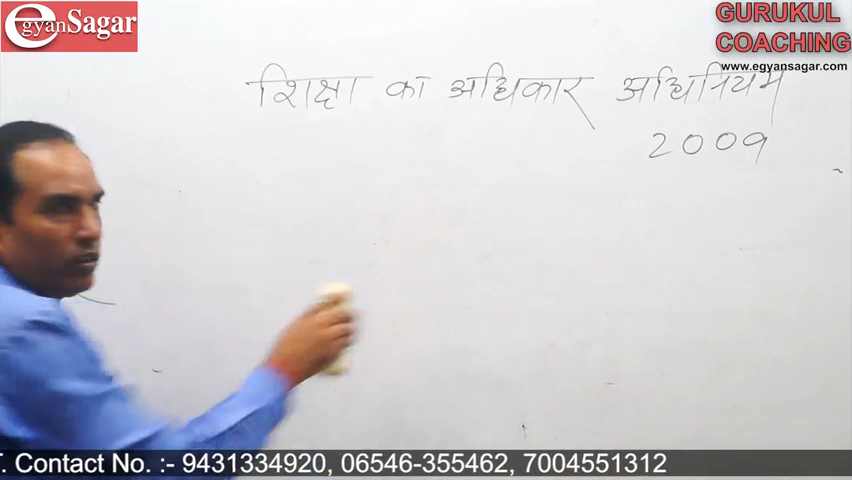 egyanSagar
GURUKUL
COACHING
www.egyansagar.com
शिक्षा का अधिकार अधिनियम
2009
T. Contact No. :- 9431334920, 06546-355462, 7004551312